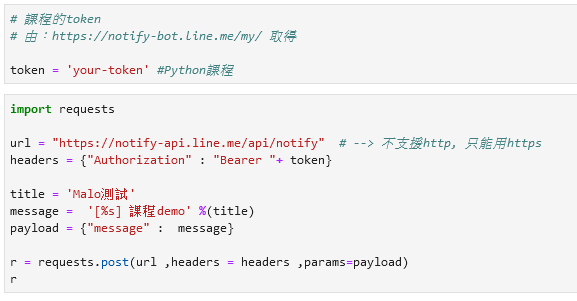 # 課程的token
# 由：https://notify-bot.line.me/my/ 取得
token = 'your-token' #Python課程
import requests
url = "https://notify-api.line.me/api/notify"  # --> 不支援http, 只能用https
headers = {"Authorization" : "Bearer "+ token}
title = 'Malo測試'
message =  '[%s] 課程demo' %(title)
payload = {"message" :  message}
r = requests.post(url ,headers = headers ,params=payload)
r